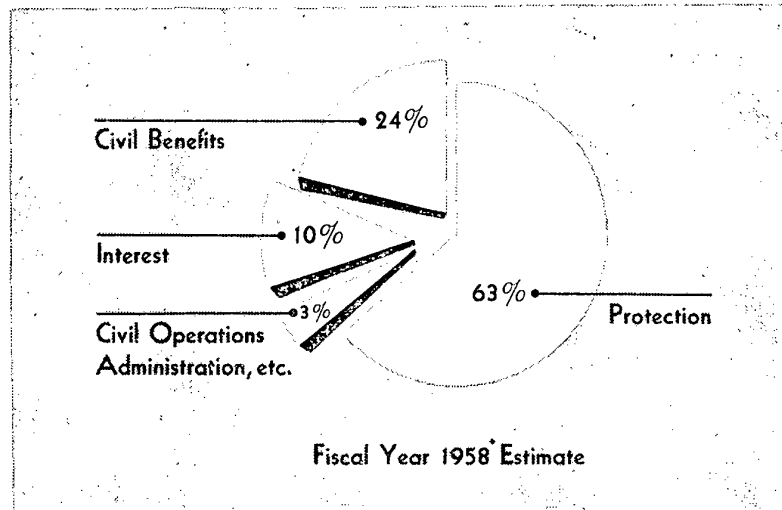 24%
Civil Benefits
10%
Interest
3%
Civil Operations
Administration, etc.
63%
Protection
Fiscal Year 1958 Estimate